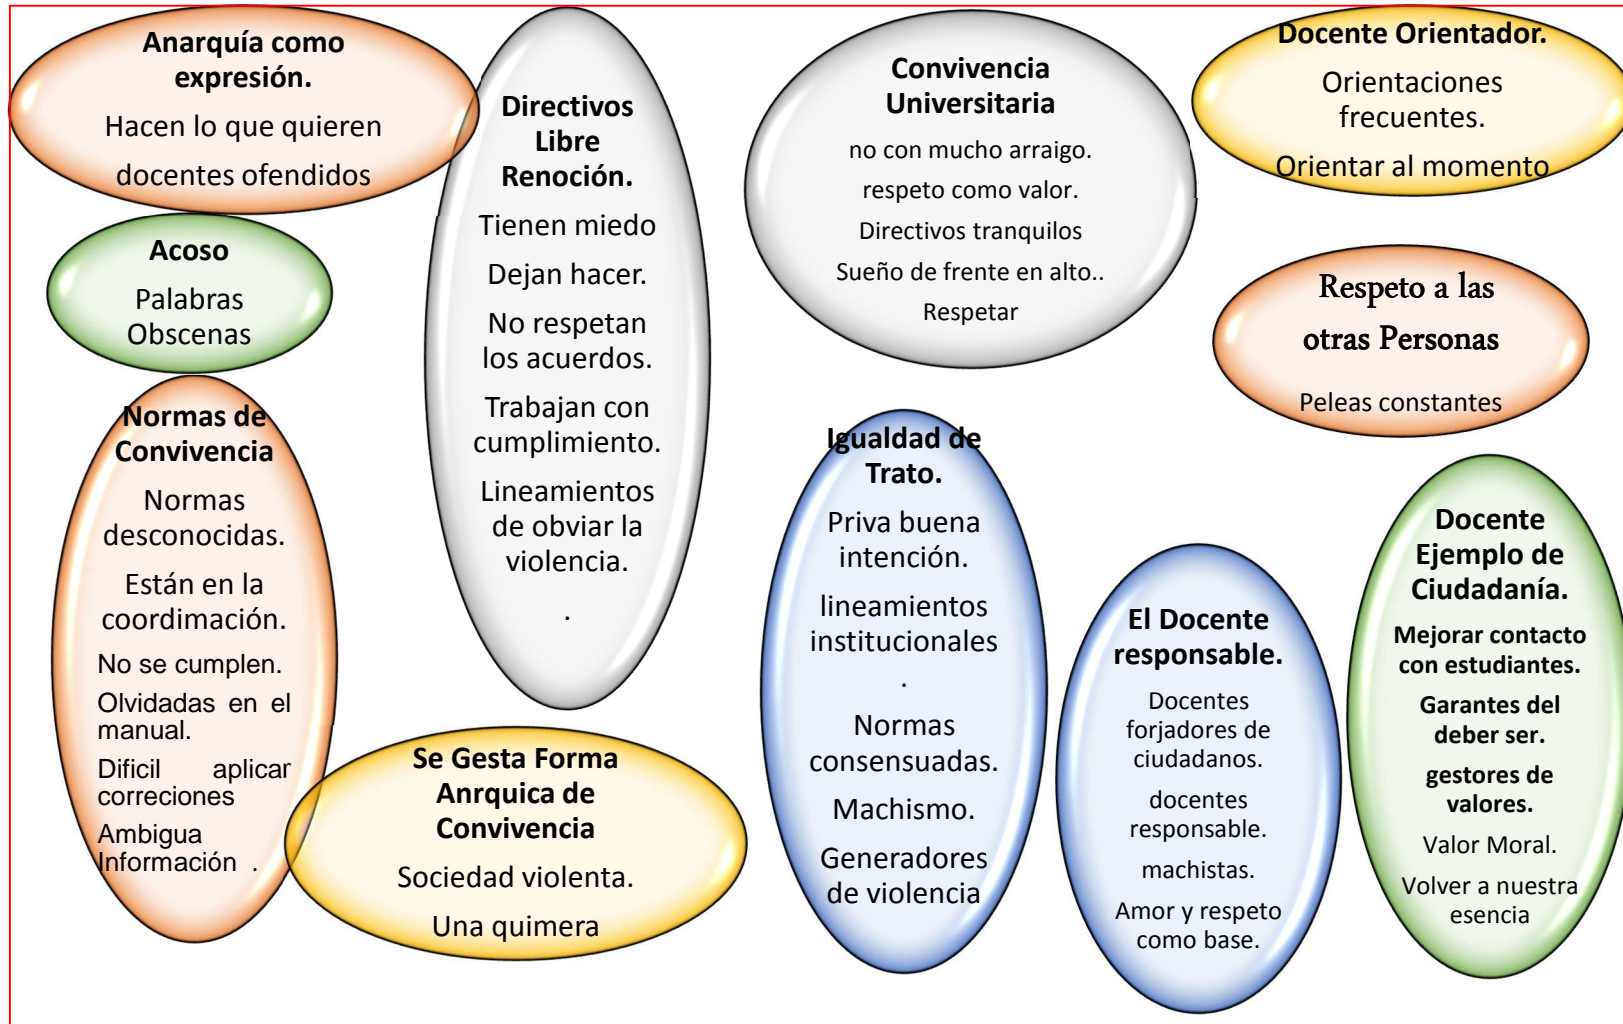 Anarquía como
expresión.
Hacen lo que quieren
docentes ofendidos
Acoso
Palabras
Obscenas
Normas de
Convivencia
Normas
desconocidas.
Están en la
coordimación.
No se cumplen.
Olvidadas en el
manual.
Dificil aplicar
correciones
Ambigua
Información .
Directivos
Libre
Renoción.
Tienen miedo
Dejan hacer.
No respetan
los acuerdos.
Trabajan con
cumplimiento.
Lineamientos
de obviar la
violencia.
.
Se Gesta Forma
Anrquica de
Convivencia
Sociedad violenta.
Una quimera
Convivencia
Universitaria
no con mucho arraigo.
respeto como valor.
Directivos tranquilos
Sueño de frente en alto..
Respetar
Igualdad de
Trato.
Priva buena
intención.
lineamientos
institucionales
.
Normas
consensuadas.
Machismo.
Generadores
de violencia
Docente Orientador.
Orientaciones
frecuentes.
Orientar al momento
Respeto a las
otras Personas
Peleas constantes
El Docente
responsable.
Docentes
forjadores de
ciudadanos.
docentes
responsable.
machistas.
Amor y respeto
como base.
Docente
Ejemplo de
Ciudadanía.
Mejorar contacto
con estudiantes.
Garantes del
deber ser.
gestores de
valores.
Valor Moral.
Volver a nuestra
esencia